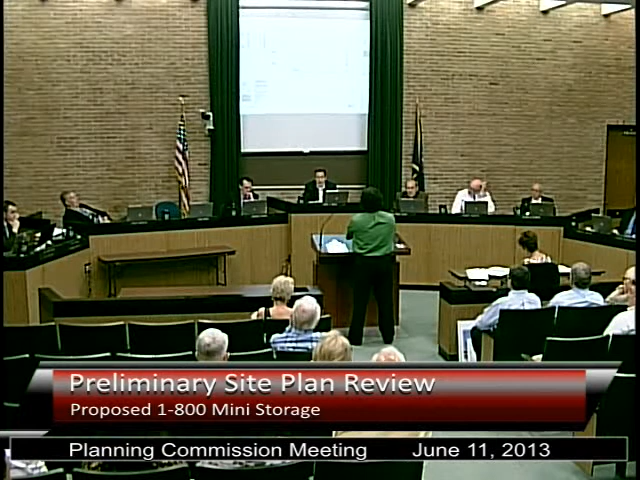 Preliminary Site Plan Review
Proposed 1-800 Mini Storage
Planning Commission Meeting June 11, 2013